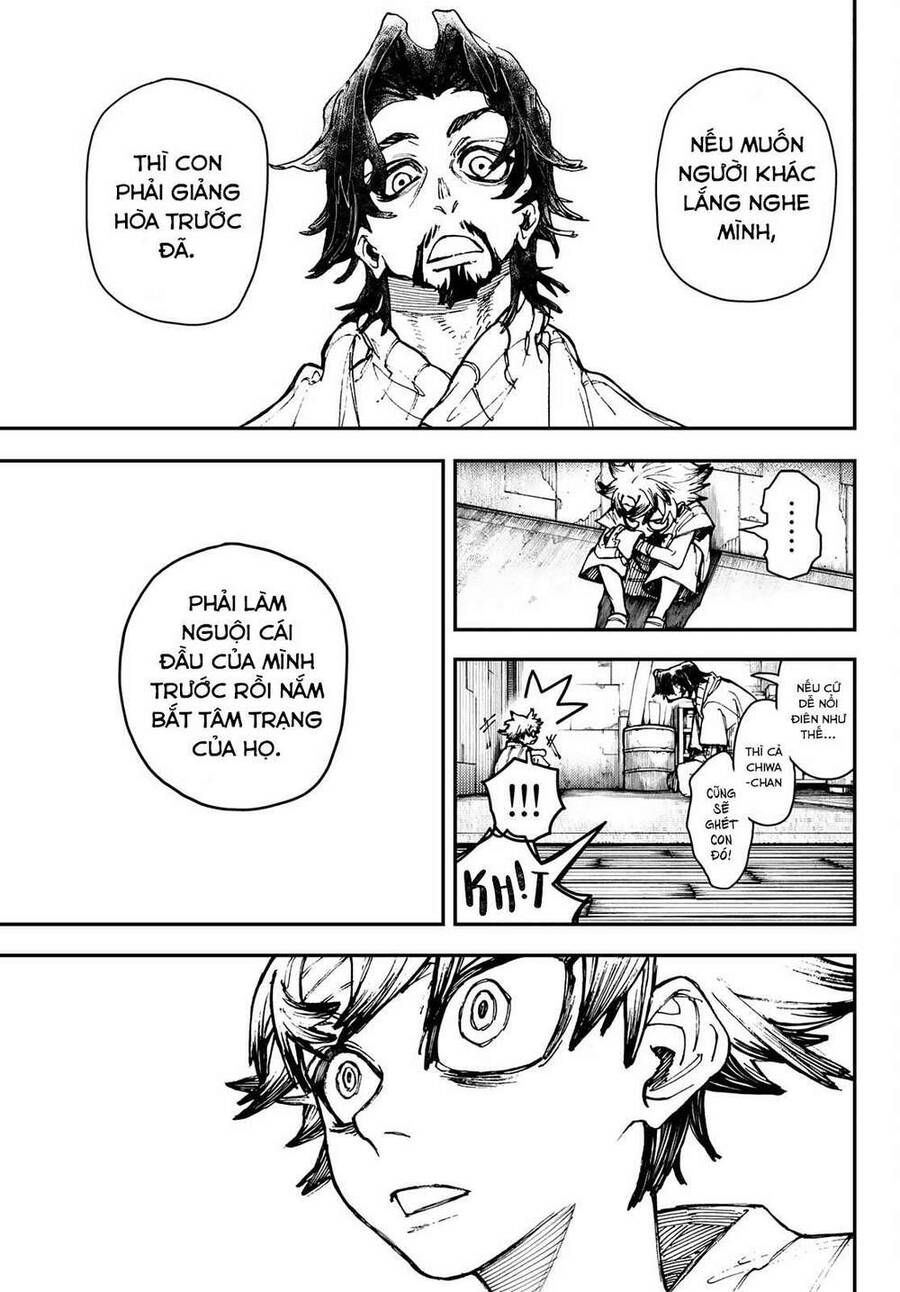 NẾU MUỐN
NGƯỜI KHÁC
LẮNG NGHE
MÌNH,
THÌ CON
PHẢI GIẢNG
HÒA TRƯỚC
ĐÃ.
......
NẾU CỨ
DỄ NỔI
ĐIÊN NHƯ
THẾ...
THÌ CẢ
CHIWA
-CHAN
CŨNG
SẼ
GHÉT
CON
ĐÓ!
!!!
KHỊT
PHẢI LÀM
NGUỘI CÁI
ĐẦU CỦA MÌNH
TRƯỚC RỒI NẮM
BẮT TÂM TRẠNG
CỦA HỌ.